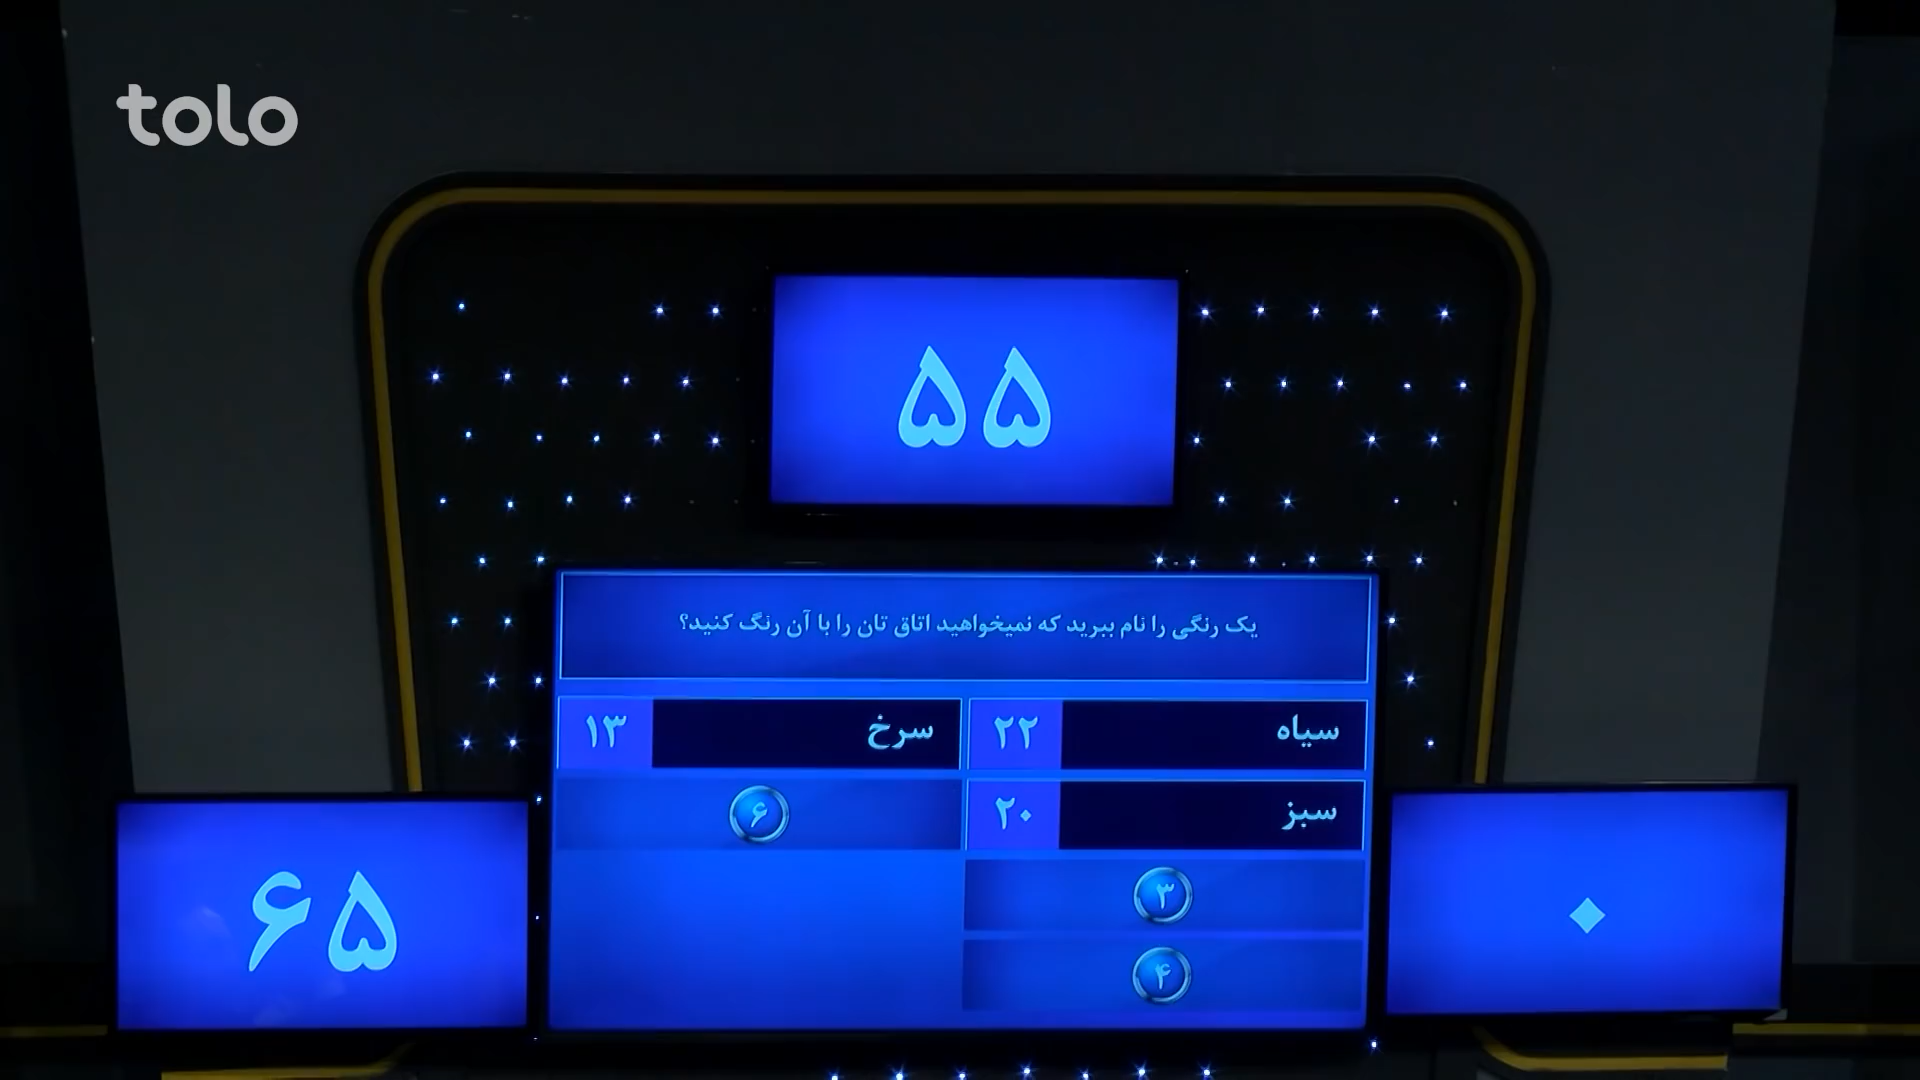 tolo
۵۵
یک رنگی را نام ببرید که نمیخواهید اتاق تان را با آن رنگ کنید؟
سیاه ۲۲
سرخ ۱۳
سبز ۲۰
۶
۳
۴
۶۵
۰